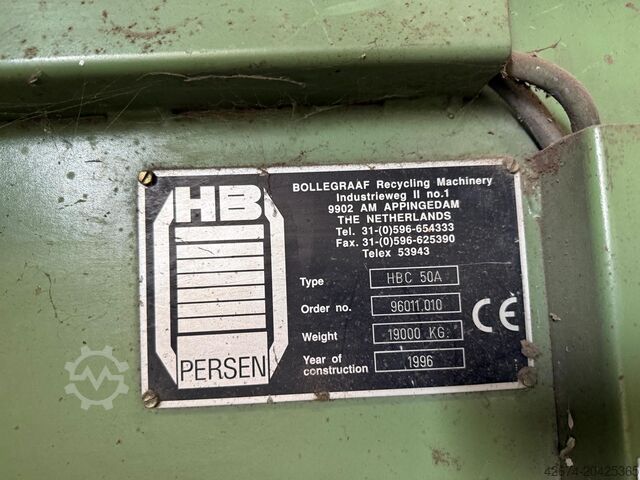 HB
PERSEN
BOLLEGRAAF Recycling Machinery
Industrieweg II no.1
9902 AM APPINGEDAM
THE NETHERLANDS
Tel. 31-(0)596-654333
Fax. 31-(0)596-625390
Telex 53943
Type HBC 50A
Order no. 96011.010
Weight 19000 KG.
Year of
construction 1996
CE
42574-20425365